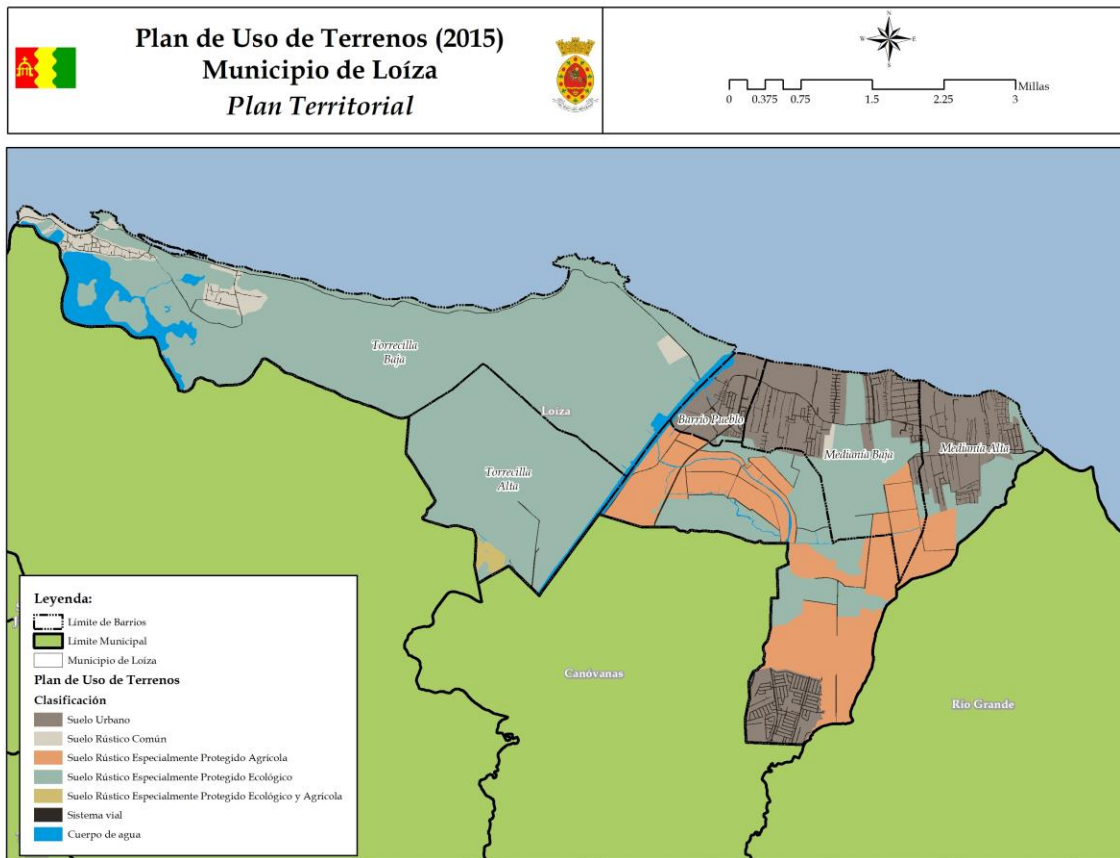 Plan de Uso de Terrenos (2015)
Municipio de Loíza
Plan Territorial
N
W
E
S
0
0.375
0.75
1.5
2.25
3
Millas
Torrecilla
Baja
Loíza
Torrecilla
Alta
Barrio Pueblo
Medianía Baja
Medianía Alta
Canóvanas
Río Grande
Leyenda:
Límite de Barrios
Límite Municipal
Municipio de Loíza
Plan de Uso de Terrenos
Clasificación
Suelo Urbano
Suelo Rústico Común
Suelo Rústico Especialmente Protegido Agrícola
Suelo Rústico Especialmente Protegido Ecológico
Suelo Rústico Especialmente Protegido Ecológico y Agrícola
Sistema vial
Cuerpo de agua